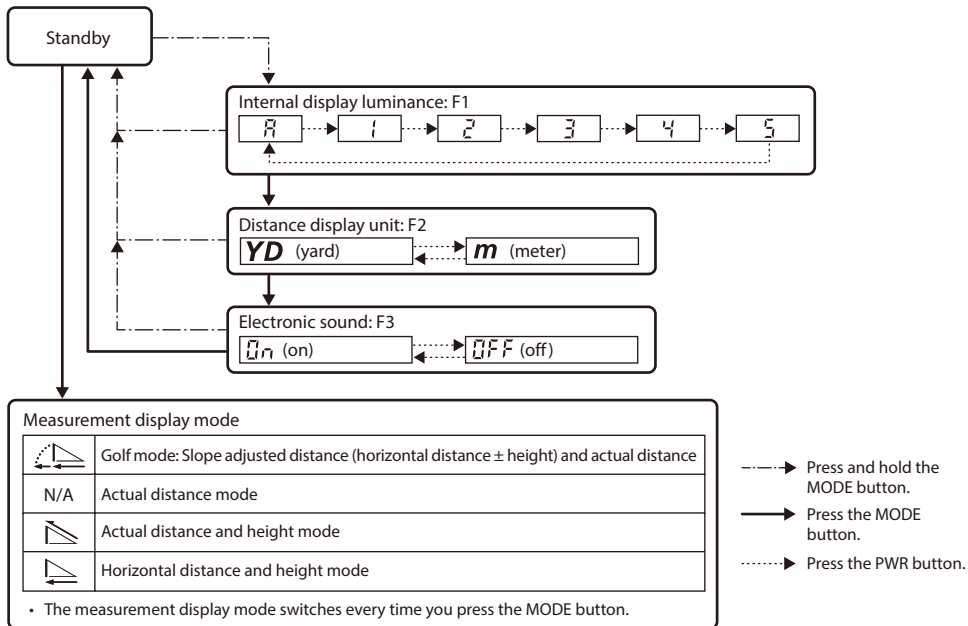 Standby
Internal display luminance: F1
A 1 2 3 4 5
Distance display unit: F2
YD (yard) m (meter)
Electronic sound: F3
On (on) OFF (off)
Measurement display mode
Golf mode: Slope adjusted distance (horizontal distance ± height) and actual distance
N/A Actual distance mode
Actual distance and height mode
Horizontal distance and height mode
• The measurement display mode switches every time you press the MODE button.
Press and hold the
MODE button.
Press the MODE
button.
Press the PWR button.